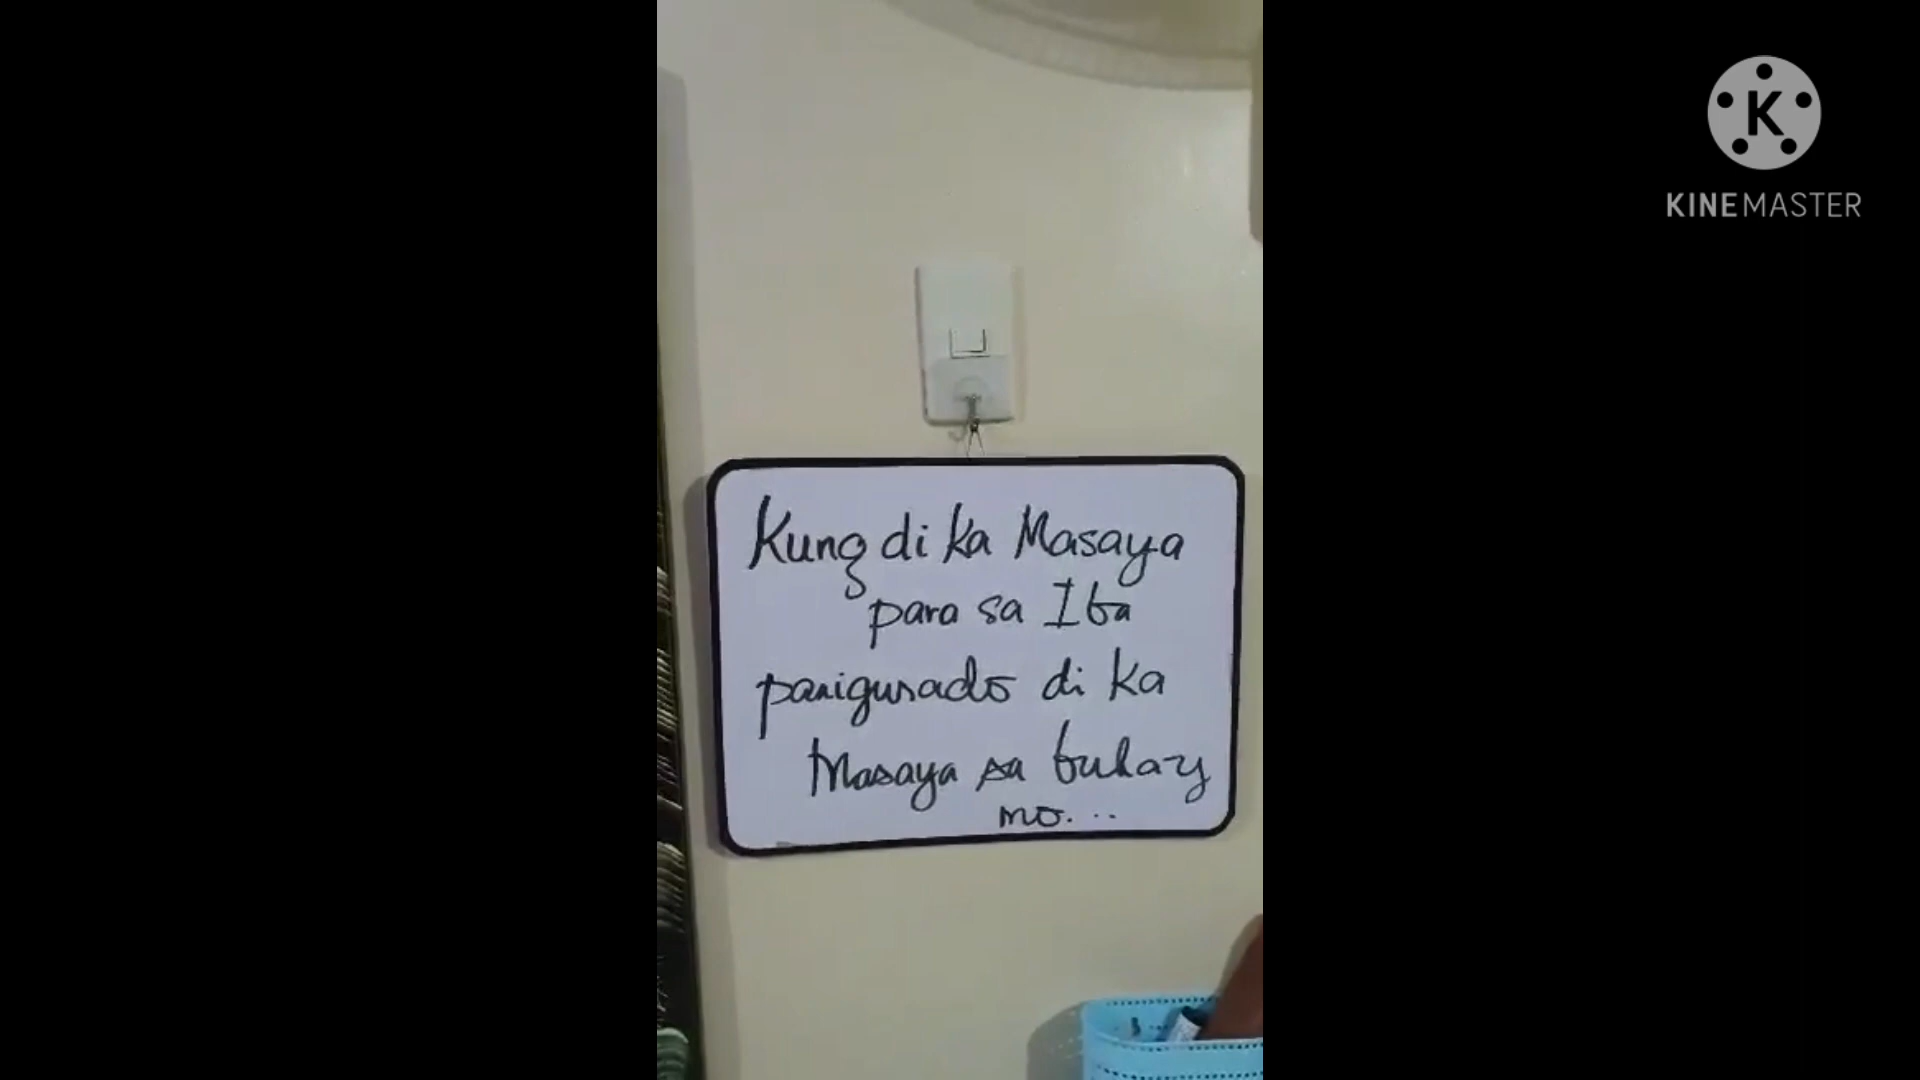 Kung di ka Masaya
para sa Iba
panigurado di ka
Masaya sa buhay
mo...
K
KINEMASTER